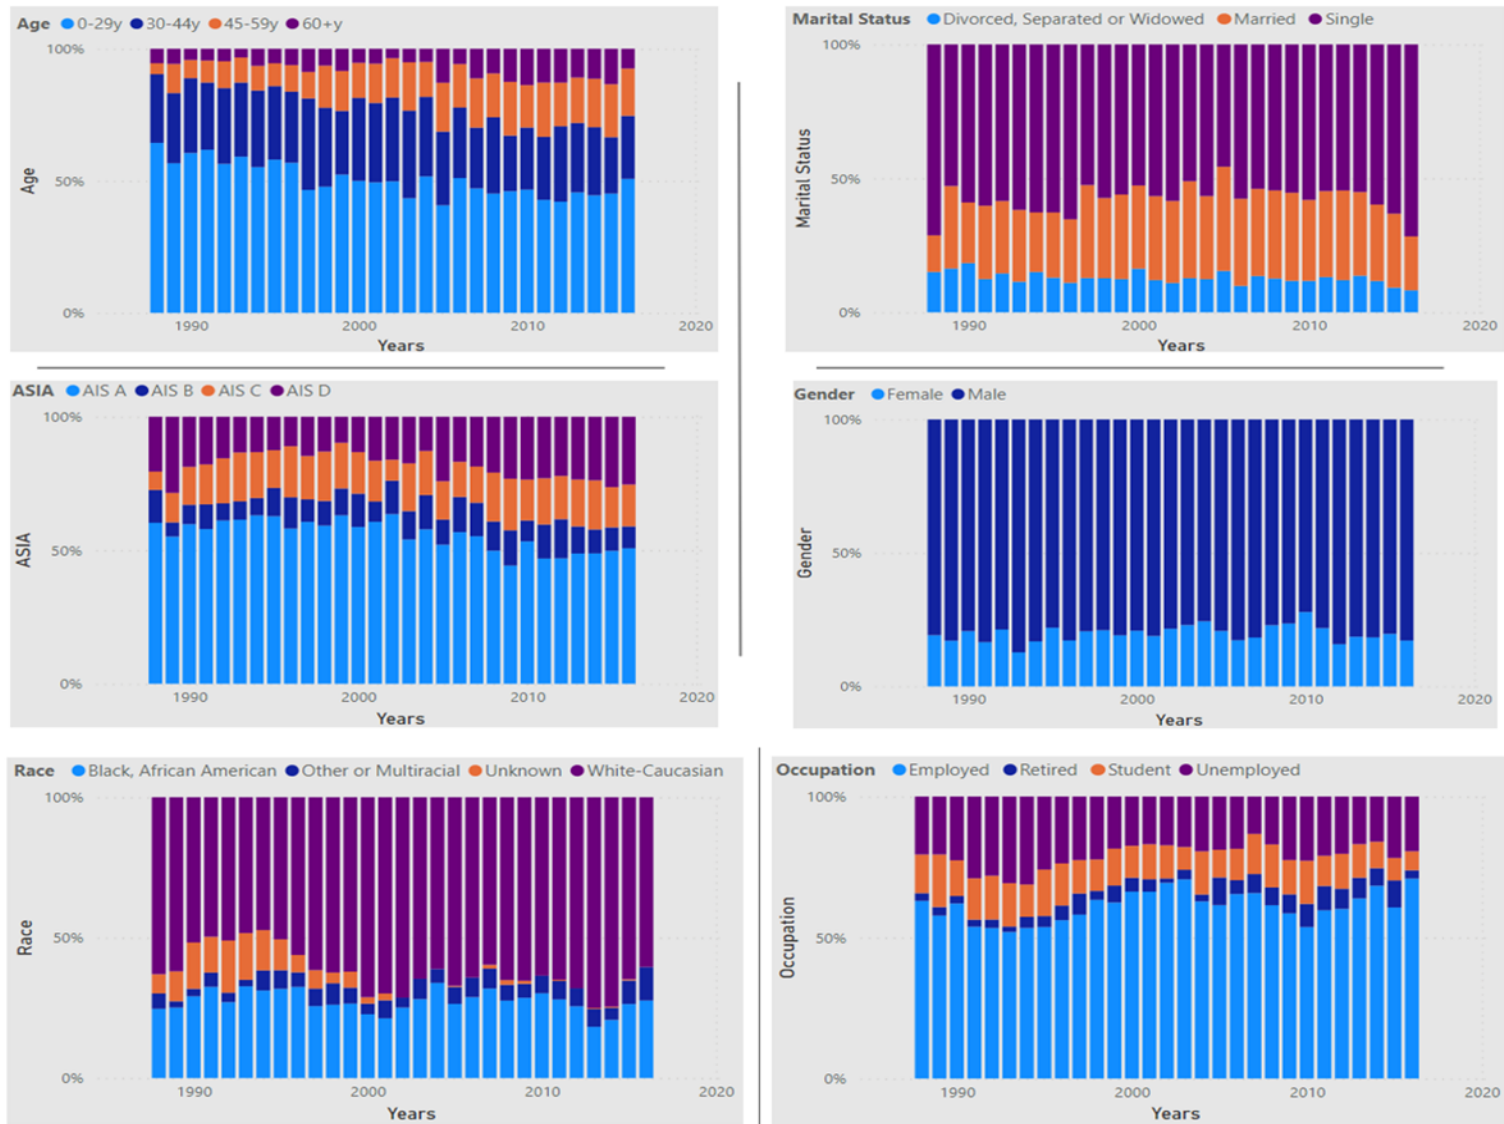 Age 0-29y 30-44y 45-59y 60+y
100%
50%
0%
Age
1990 2000 2010 2020
Years
Marital Status Divorced, Separated or Widowed Married Single
100%
50%
0%
Marital Status
1990 2000 2010 2020
Years
ASIA AIS A AIS B AIS C AIS D
100%
50%
0%
ASIA
1990 2000 2010 2020
Years
Gender Female Male
100%
50%
0%
Gender
1990 2000 2010 2020
Years
Race Black, African American Other or Multiracial Unknown White-Caucasian
100%
50%
0%
Race
1990 2000 2010 2020
Years
Occupation Employed Retired Student Unemployed
100%
50%
0%
Occupation
1990 2000 2010 2020
Years